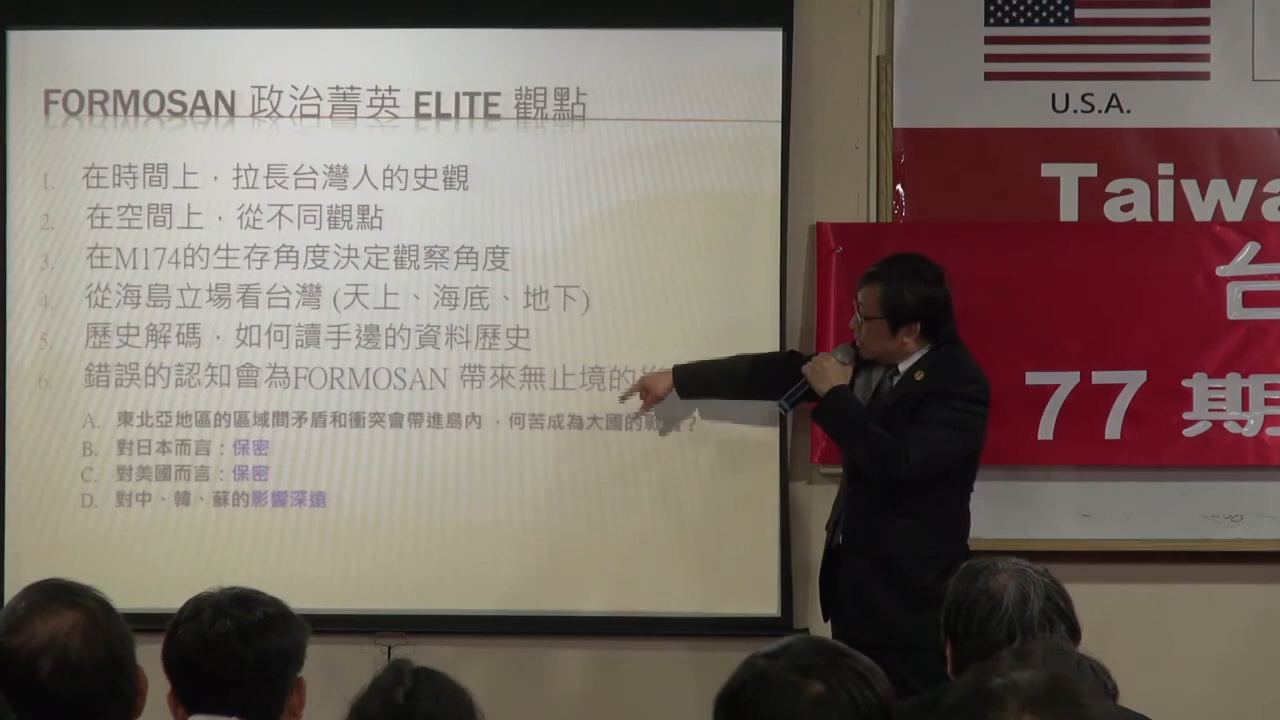 FORMOSAN 政治菁英 ELITE 觀點
1. 在時間上，拉長台灣人的史觀
2. 在空間上，從不同觀點
3. 在M174的生存角度決定觀察角度
4. 從海島立場看台灣 (天上、海底、地下)
5. 歷史解碼，如何讀手邊的資料歷史
6. 錯誤的認知會為FORMOSAN 帶來無止境的
A. 東北亞地區的區域間矛盾和衝突會帶進島內 ，何苦成為大國的戰 ？
B. 對日本而言：保密
C. 對美國而言：保密
D. 對中、韓、蘇的影響深遠
U.S.A.
Taiwa
台
77 期